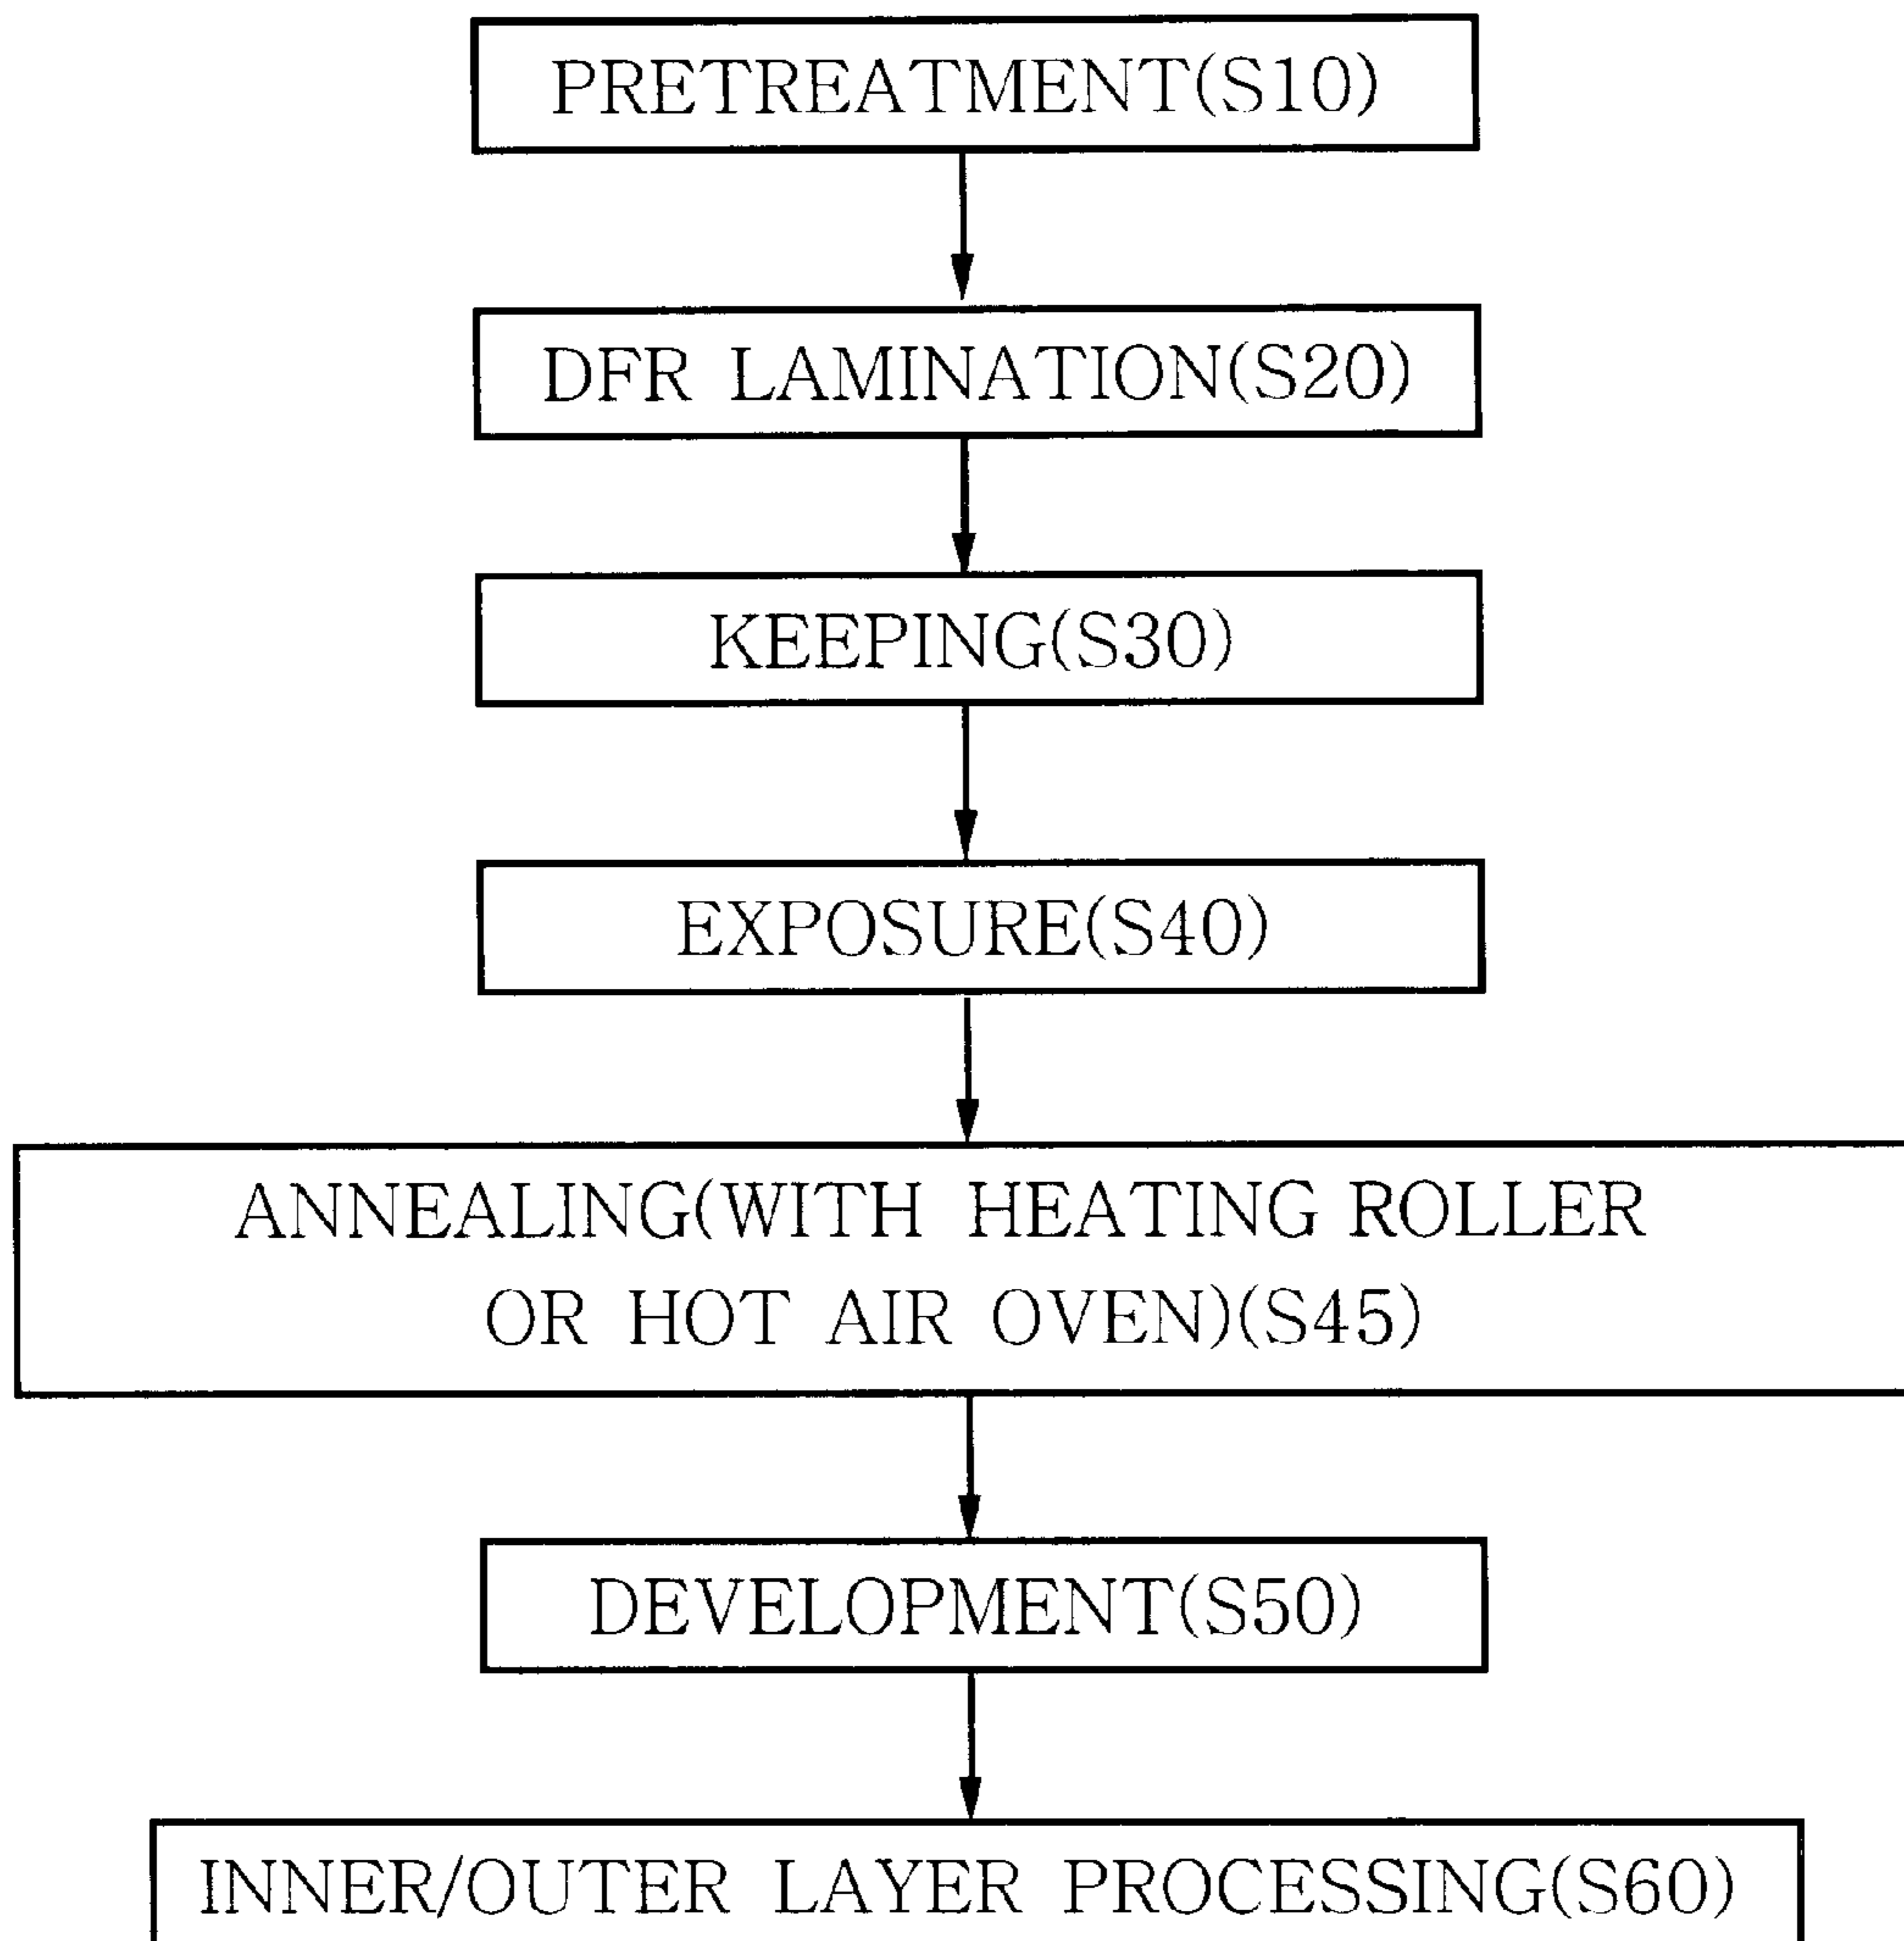 PRETREATMENT(S10)
DFR LAMINATION(S20)
KEEPING(S30)
EXPOSURE(S40)
ANNEALING(WITH HEATING ROLLER
OR HOT AIR OVEN)(S45)
DEVELOPMENT(S50)
INNER/OUTER LAYER PROCESSING(S60)